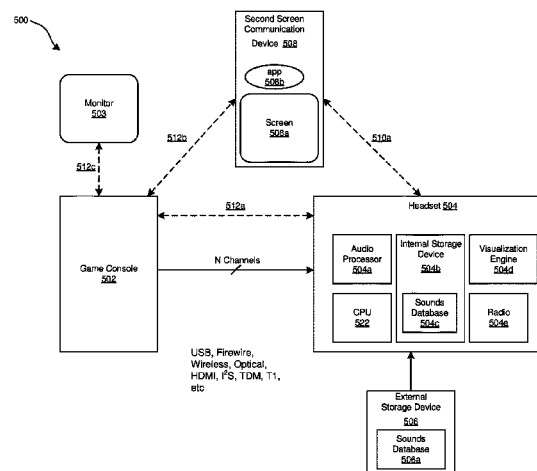 500
Second Screen
Communication
Device 508
app
508b
Screen
508a
Monitor
503
512b
510a
512c
512a
Headset 504
Game Console
502
N Channels
Audio
Processor
504a
Internal Storage
Device
504b
Visualization
Engine
504d
CPU
522
Sounds
Database
504c
Radio
504e
USB, Firewire,
Wireless, Optical,
HDMI, I²S, TDM, T1,
etc
External
Storage Device
506
Sounds
Database
506a